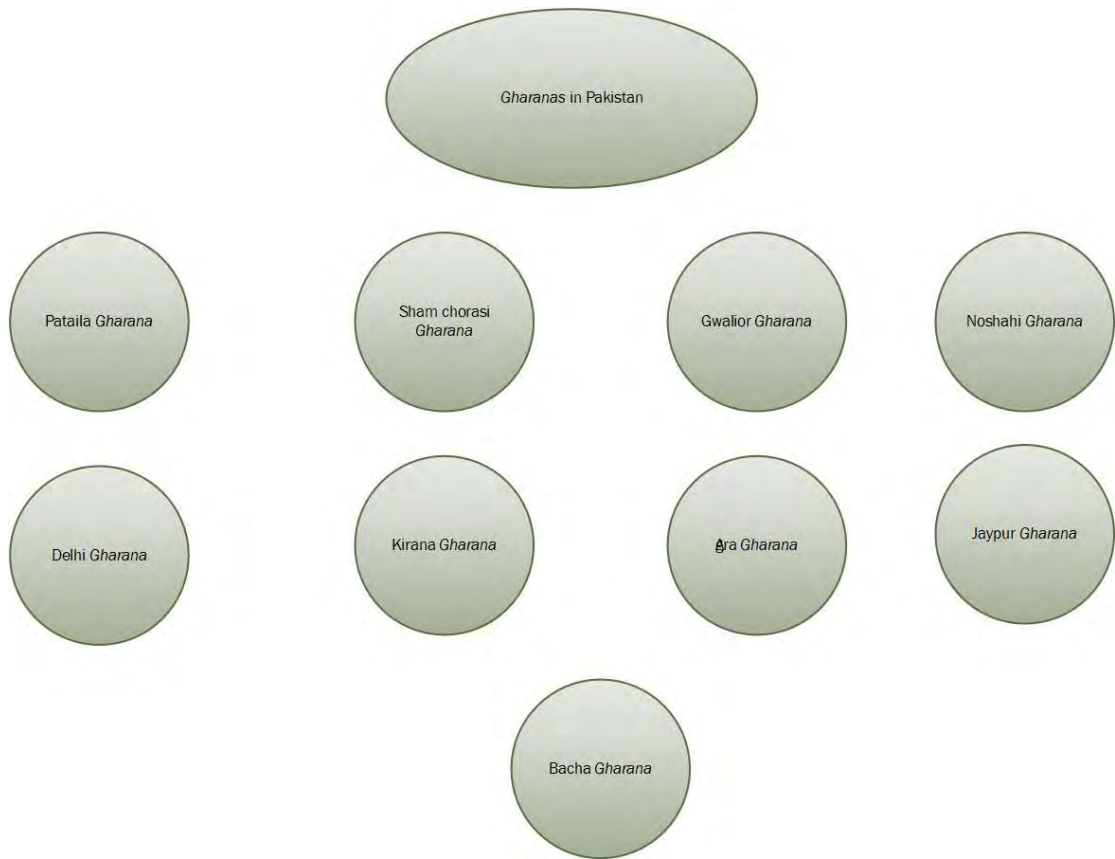 Gharanas in Pakistan
Pataila Gharana
Sham chorasi
Gharana
Gwalior Gharana
Noshahi Gharana
Delhi Gharana
Kirana Gharana
Agra Gharana
Jaypur Gharana
Bacha Gharana